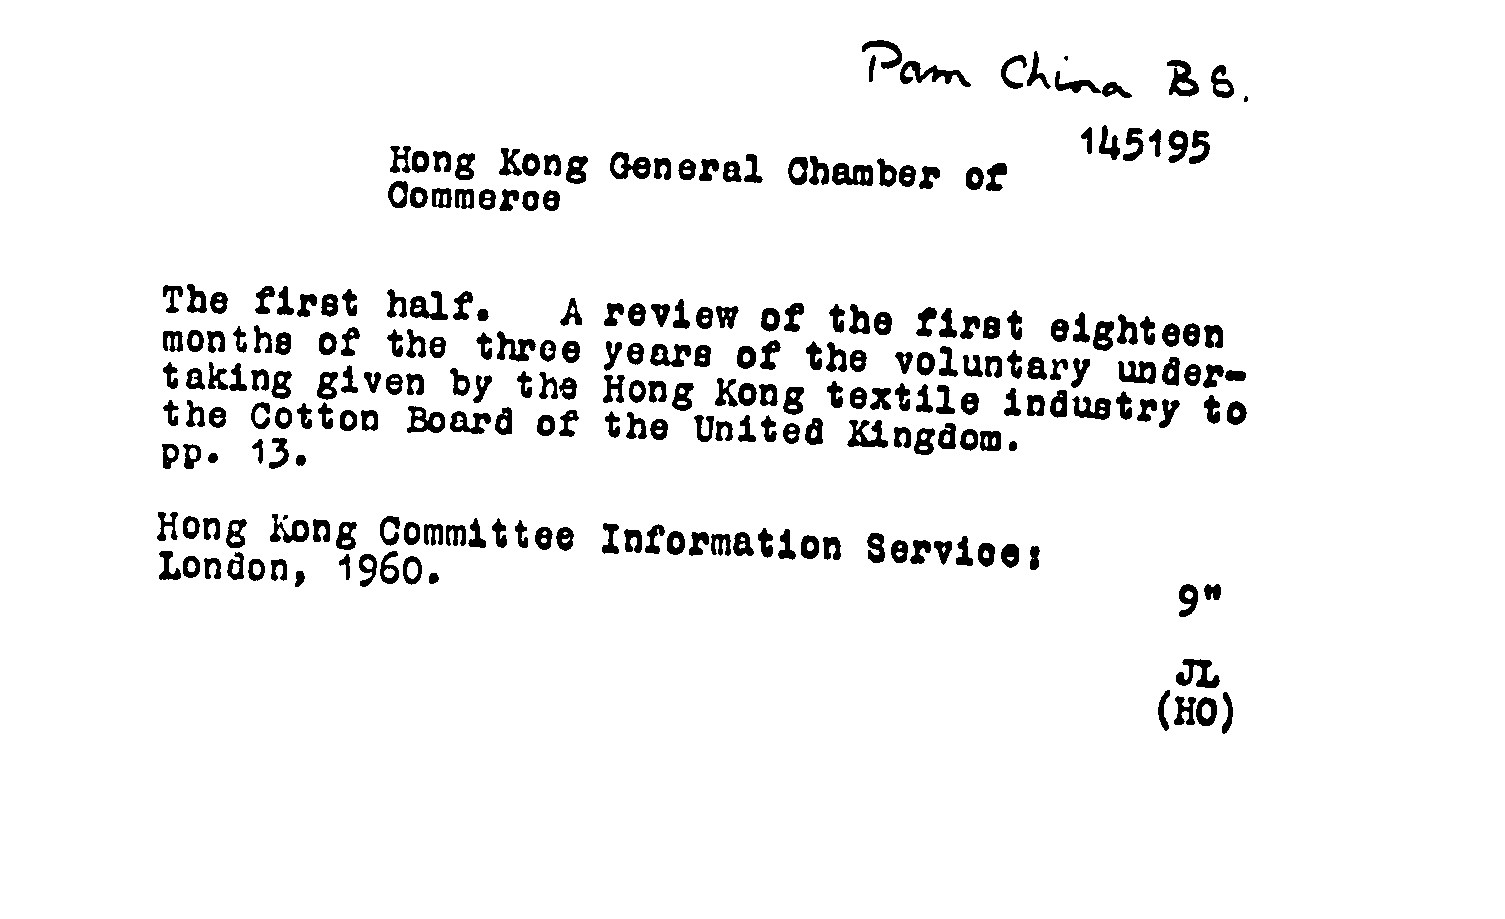 Pam China B S.
145195
Hong Kong General Chamber of
Commerce
The first half. A review of the first eighteen
months of the three years of the voluntary under-
taking given by the Hong Kong textile industry to
the Cotton Board of the United Kingdom.
pp. 13.
Hong Kong Committee Information Service:
London, 1960.
9"
JL
(HO)